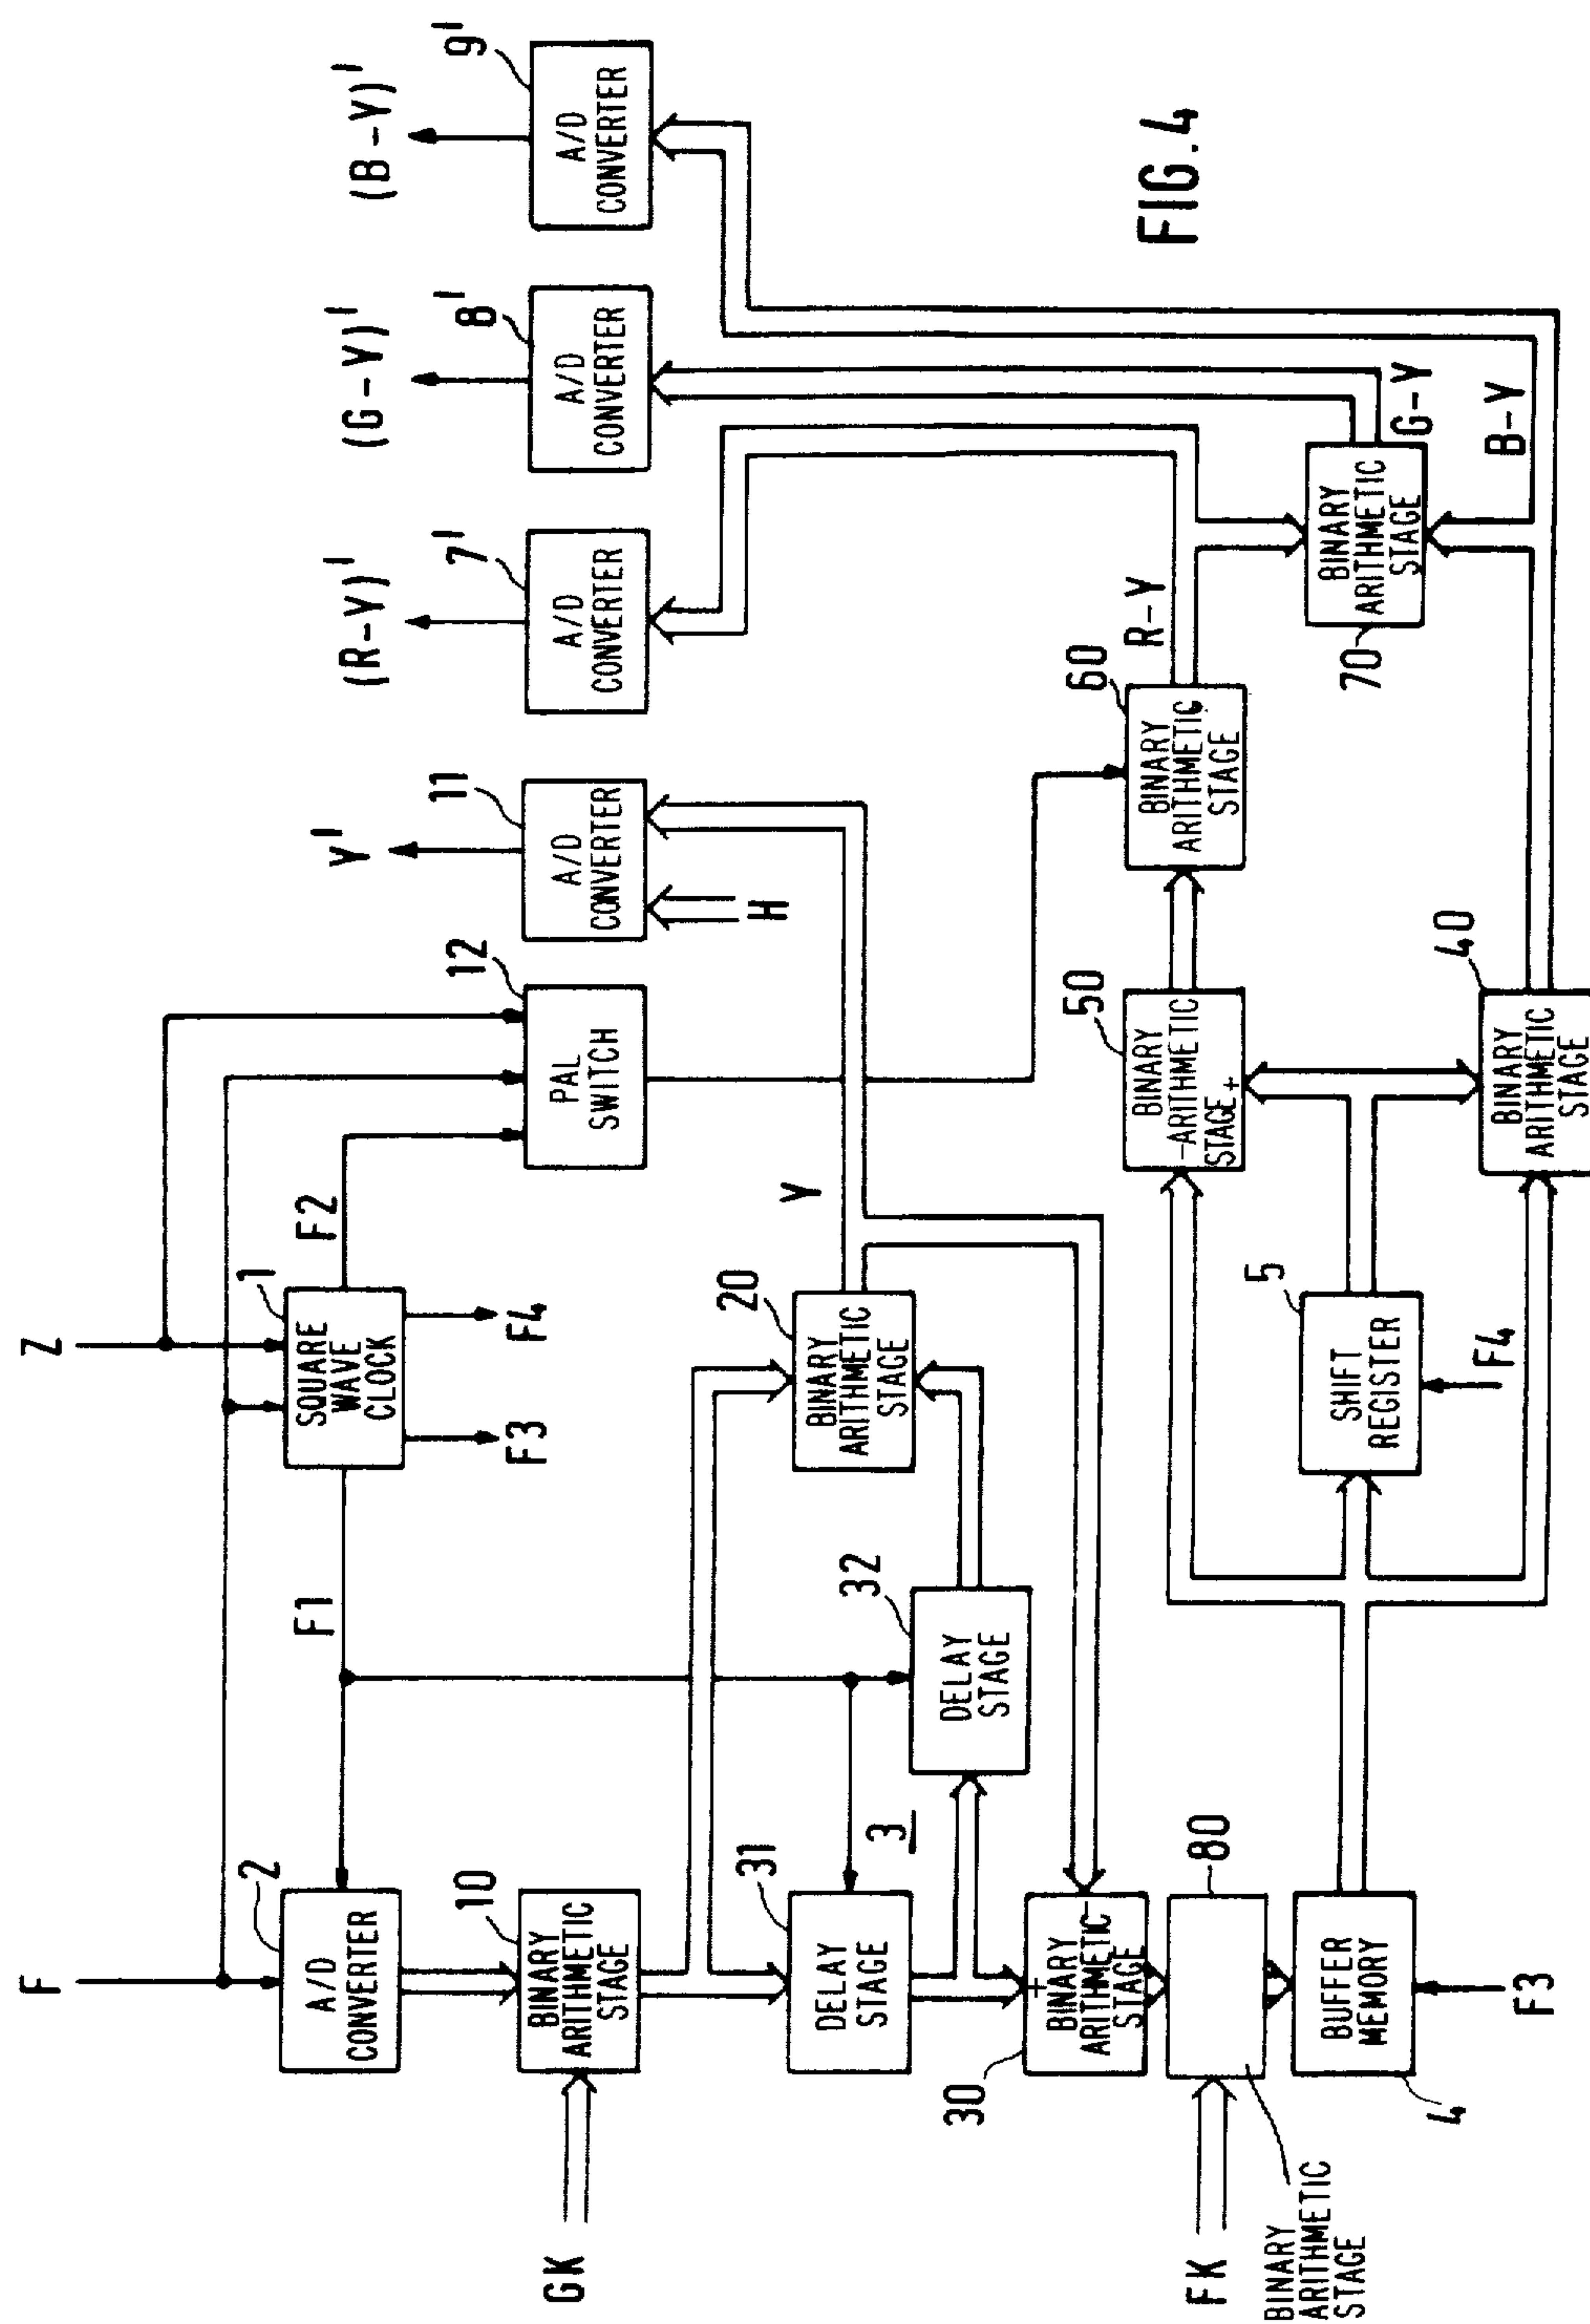 F
Z
2
A/D
CONVERTER
F1
1
SQUARE
WAVE
CLOCK
F2
F3
F4
12
PAL
SWITCH
Y'
11
A/D
CONVERTER
H
(R-Y)'
7'
A/D
CONVERTER
(G-Y)'
8'
A/D
CONVERTER
(B-Y)'
9'
A/D
CONVERTER
GK
10
BINARY
ARITHMETIC
STAGE
31
DELAY
STAGE
3
32
DELAY
STAGE
20
BINARY
ARITHMETIC
STAGE
Y
30
+
-
BINARY
ARITHMETIC
STAGE
FK
80
BINARY
ARITHMETIC
STAGE
BUFFER
MEMORY
4
F3
5
SHIFT
REGISTER
F4
50
BINARY
-ARITHMETIC
STAGE +
60
BINARY
ARITHMETIC
STAGE
R-Y
40
BINARY
ARITHMETIC
STAGE
70
BINARY
ARITHMETIC
STAGE
G-Y
B-Y
FIG.4